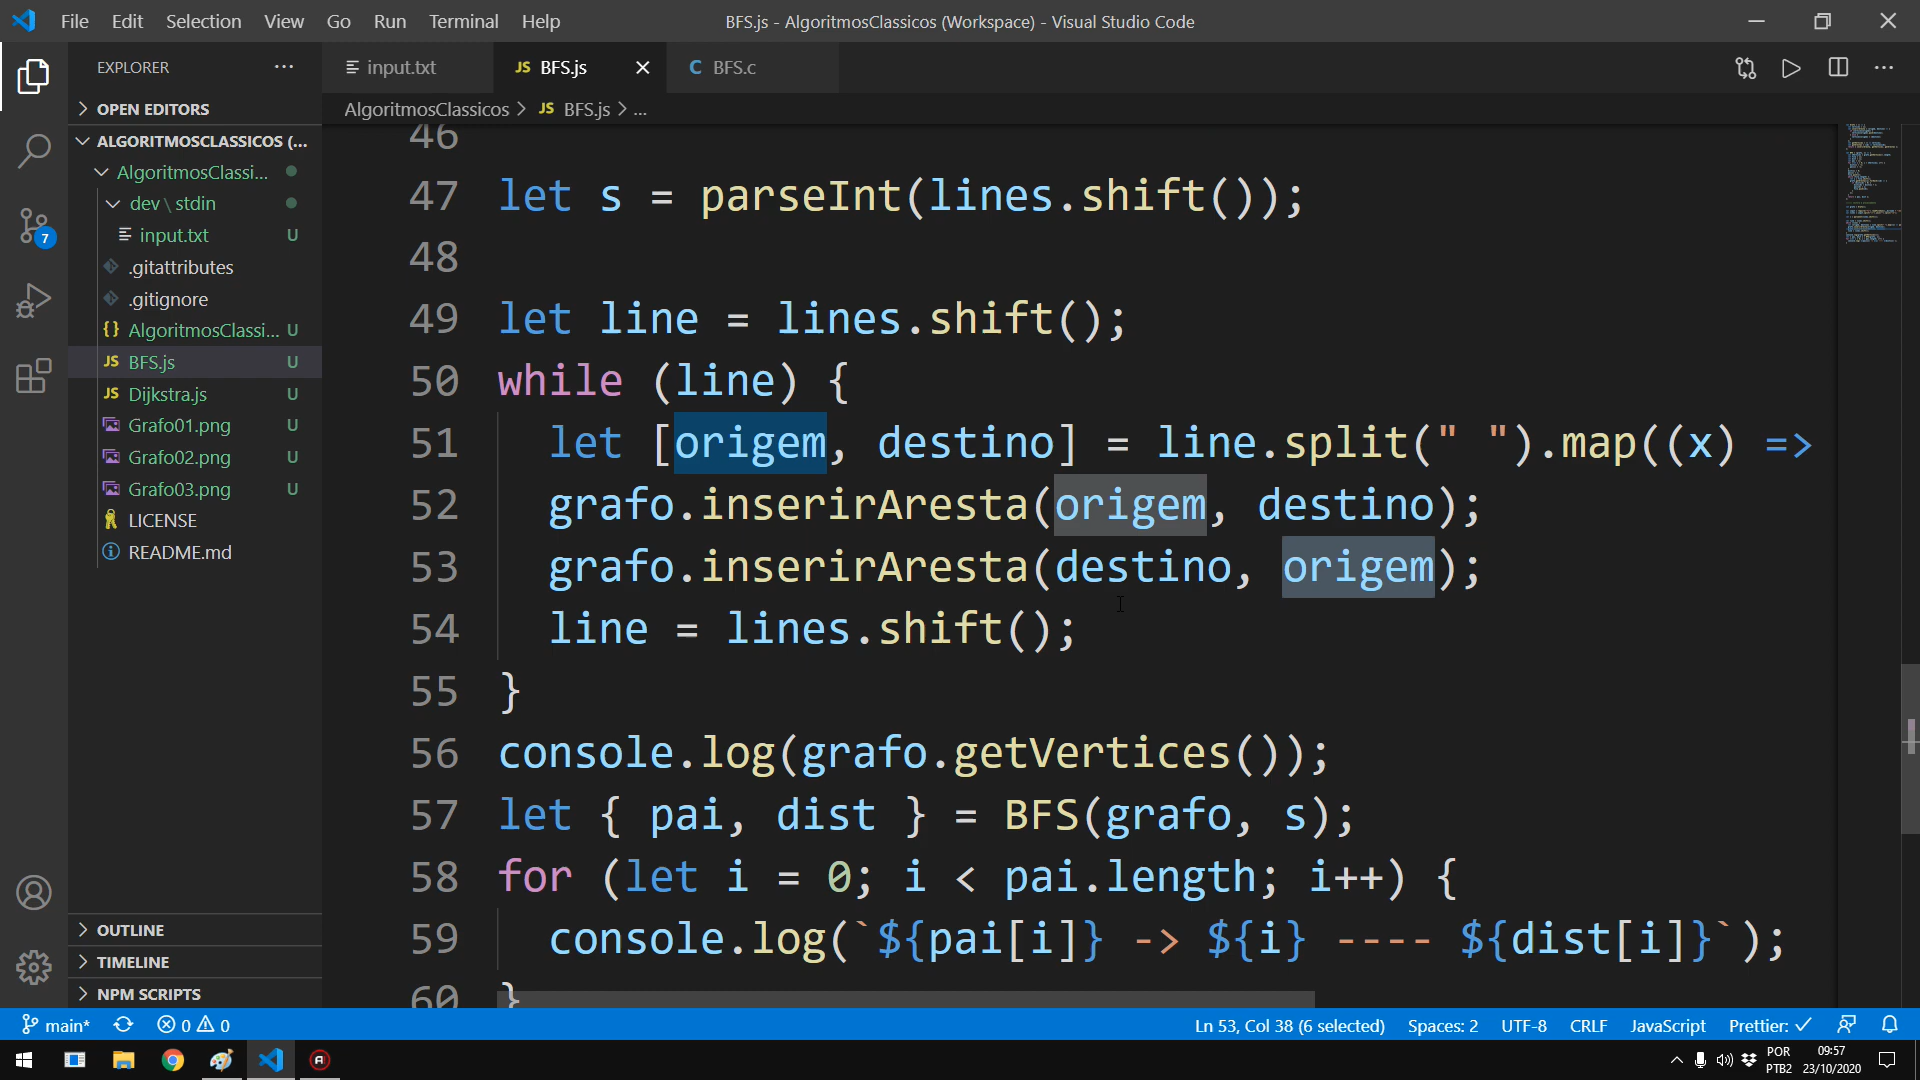 File Edit Selection View Go Run Terminal Help
BFS.js - AlgoritmosClassicos (Workspace) - Visual Studio Code
EXPLORER
OPEN EDITORS
ALGORITMOSCLASSICOS (...
AlgoritmosClassi...
dev \ stdin
input.txt U
.gitattributes
.gitignore
{} AlgoritmosClassi... U
JS BFS.js U
JS Dijkstra.js U
Grafo01.png U
Grafo02.png U
Grafo03.png U
LICENSE
README.md
OUTLINE
TIMELINE
NPM SCRIPTS
7
input.txt
JS BFS.js
C BFS.c
AlgoritmosClassicos > JS BFS.js > ...
46
47 let s = parseInt(lines.shift());
48
49 let line = lines.shift();
50 while (line) {
51 let [origem, destino] = line.split(" ").map((x) =>
52 grafo.inserirAresta(origem, destino);
53 grafo.inserirAresta(destino, origem);
54 line = lines.shift();
55 }
56 console.log(grafo.getVertices());
57 let { pai, dist } = BFS(grafo, s);
58 for (let i = 0; i < pai.length; i++) {
59 console.log(`${pai[i]} -> ${i} ---- ${dist[i]}`);
60 }
main* 0 0
Ln 53, Col 38 (6 selected) Spaces: 2 UTF-8 CRLF JavaScript Prettier: ✓
POR
PTB2
09:57
23/10/2020